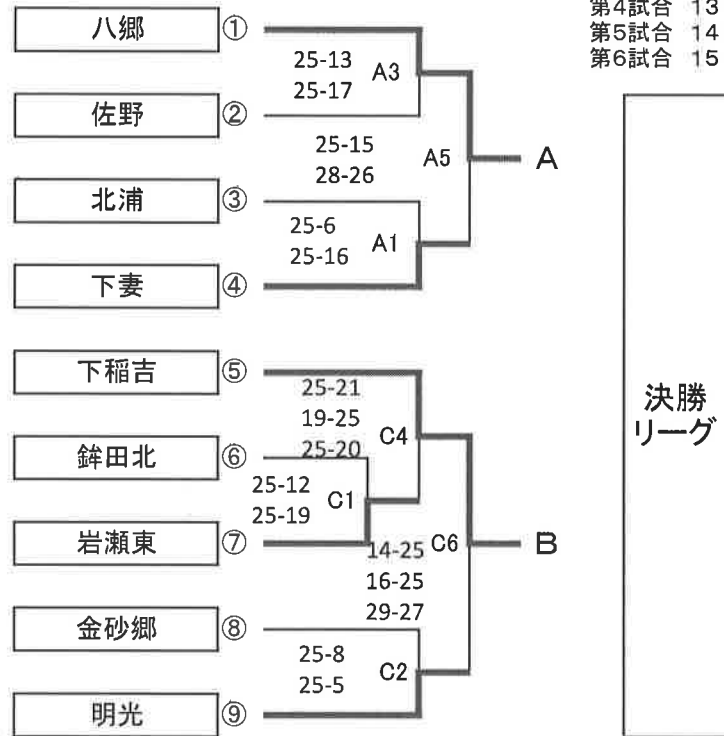 第4試合 13
第5試合 14
第6試合 15
八郷 ①
25-13
25-17
A3
佐野 ②
25-15
28-26
A5
A
北浦 ③
25-6
25-16
A1
下妻 ④
下稲吉 ⑤
25-21
19-25
25-20
C4
鉾田北 ⑥
25-12
25-19
C1
岩瀬東 ⑦
14-25
16-25
29-27
C6
B
金砂郷 ⑧
25-8
25-5
C2
明光 ⑨
決勝
リーグ